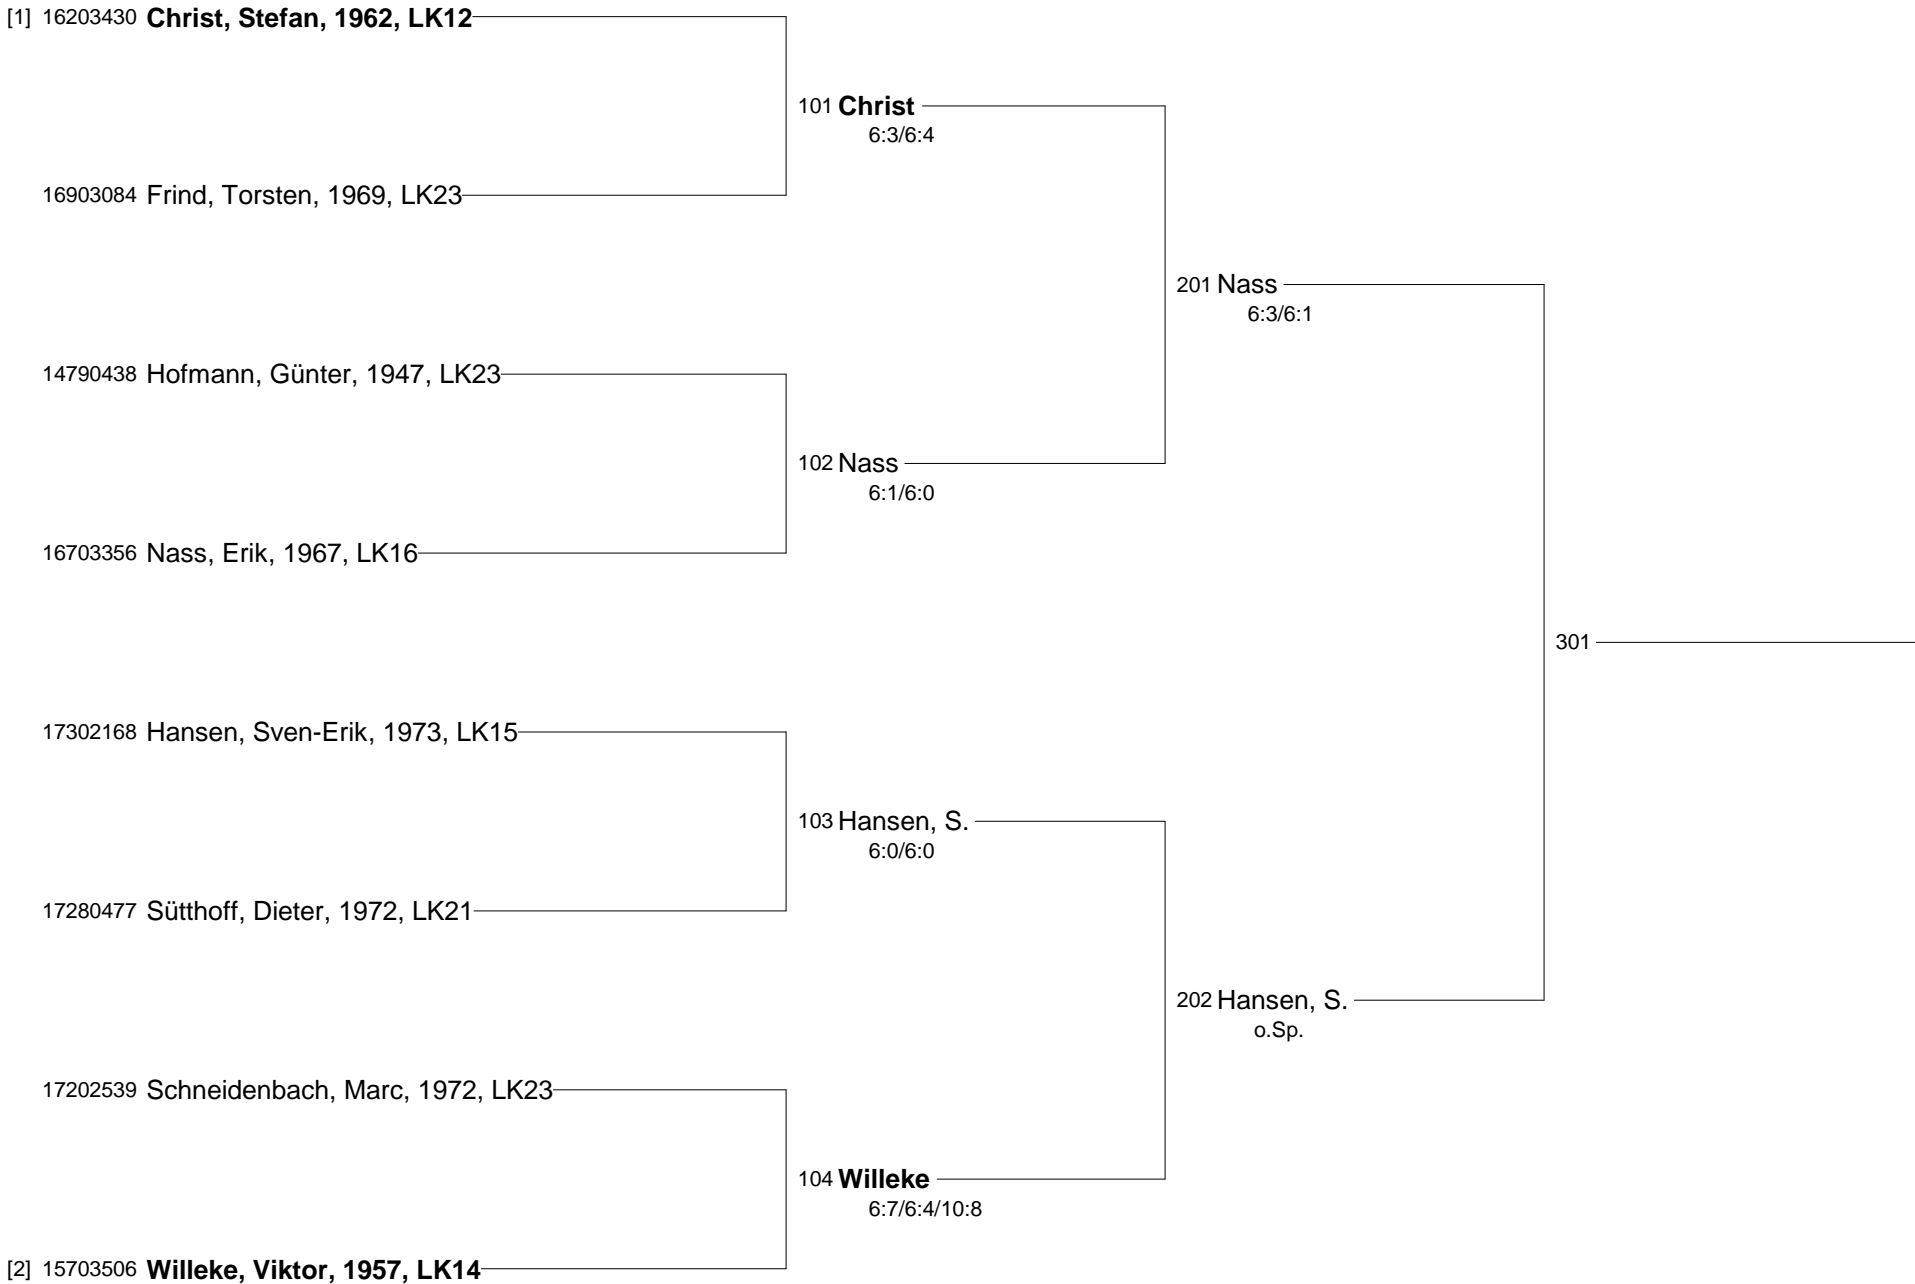 [1] 16203430 Christ, Stefan, 1962, LK12
101 Christ
6:3/6:4
16903084 Frind, Torsten, 1969, LK23
201 Nass
6:3/6:1
14790438 Hofmann, Günter, 1947, LK23
102 Nass
6:1/6:0
16703356 Nass, Erik, 1967, LK16
301
17302168 Hansen, Sven-Erik, 1973, LK15
103 Hansen, S.
6:0/6:0
17280477 Sütthoff, Dieter, 1972, LK21
202 Hansen, S.
o.Sp.
17202539 Schneidenbach, Marc, 1972, LK23
104 Willeke
6:7/6:4/10:8
[2] 15703506 Willeke, Viktor, 1957, LK14